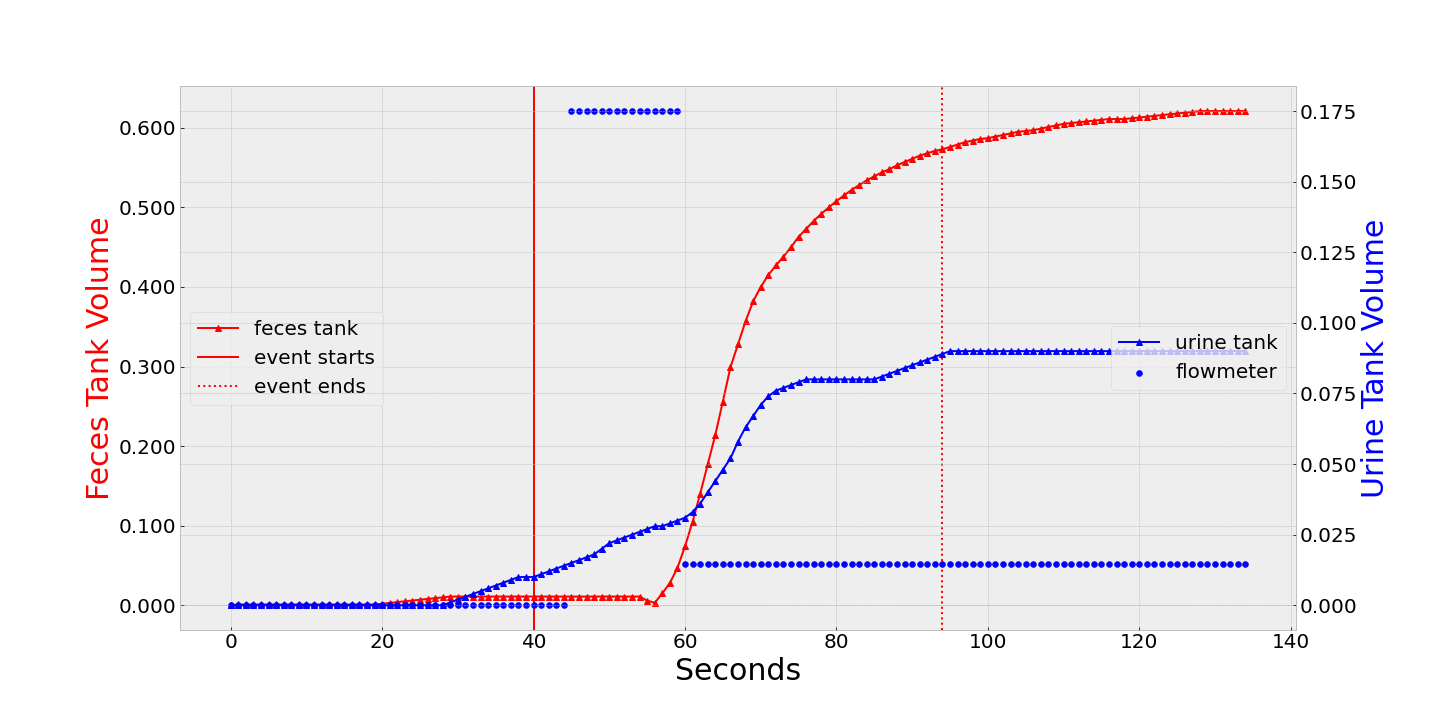 Feces Tank Volume
0.600
0.500
0.400
0.300
0.200
0.100
0.000
feces tank
event starts
event ends
0 20 40 60 80 100 120 140
Seconds
urine tank
flowmeter
0.175
0.150
0.125
0.100
0.075
0.050
0.025
0.000
Urine Tank Volume